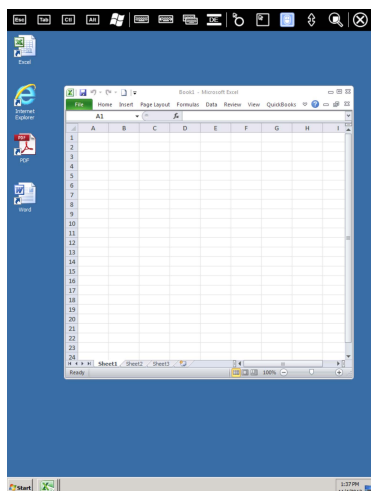 Esc Tab Ctl Alt DE
Excel
Internet
Explorer
PDF
Word
Book1 - Microsoft Excel
File Home Insert Page Layout Formulas Data Review View QuickBooks
A1 fx
A B C D E F G H I
1
2
3
4
5
6
7
8
9
10
11
12
13
14
15
16
17
18
19
20
21
22
23
24
Sheet1 Sheet2 Sheet3
Ready 100%
Start 1:37 PM